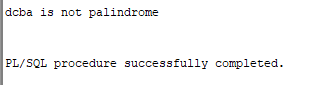 dcba is not palindrome
PL/SQL procedure successfully completed.